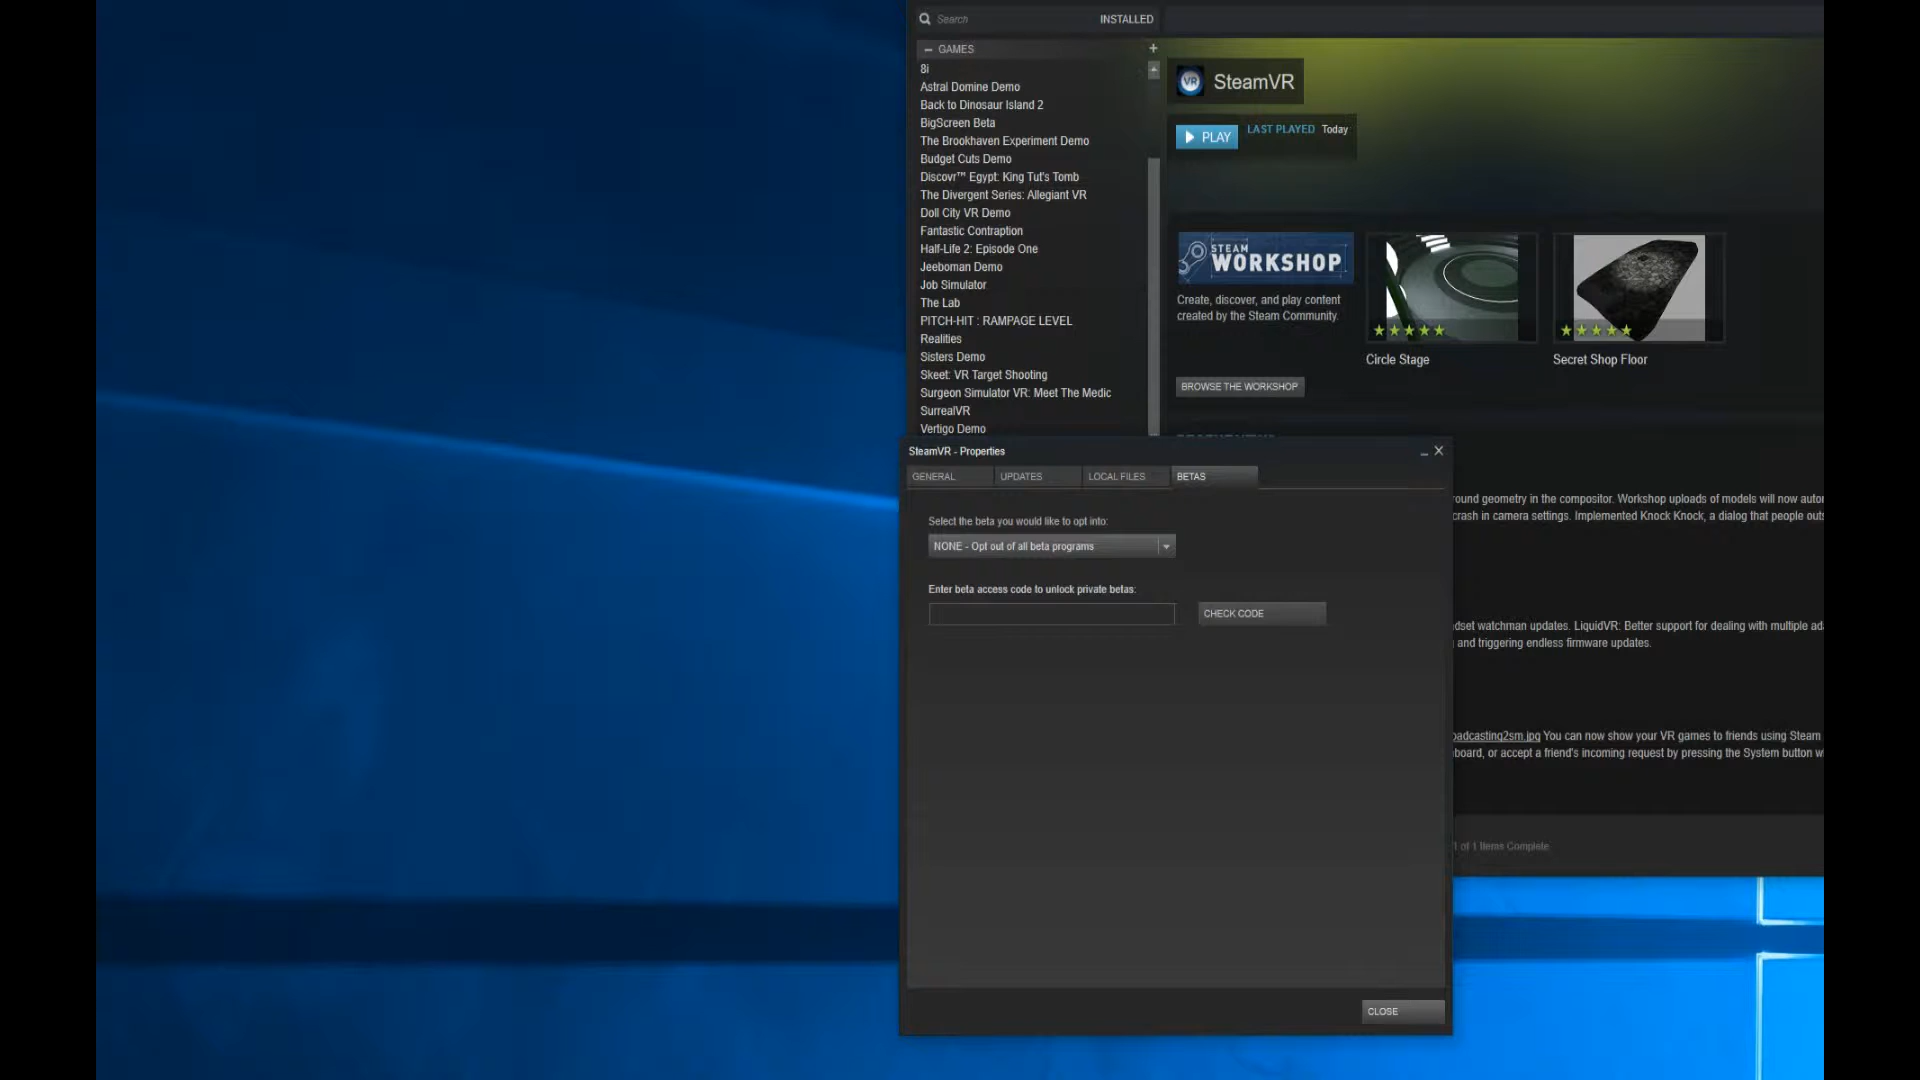 Search
INSTALLED
GAMES
8i
Astral Domine Demo
Back to Dinosaur Island 2
BigScreen Beta
The Brookhaven Experiment Demo
Budget Cuts Demo
Discovr™ Egypt: King Tut's Tomb
The Divergent Series: Allegiant VR
Doll City VR Demo
Fantastic Contraption
Half-Life 2: Episode One
Jeeboman Demo
Job Simulator
The Lab
PITCH-HIT : RAMPAGE LEVEL
Realities
Sisters Demo
Skeet: VR Target Shooting
Surgeon Simulator VR: Meet The Medic
SurrealVR
Vertigo Demo
VR
SteamVR
PLAY
LAST PLAYED Today
STEAM
WORKSHOP
Create, discover, and play content
created by the Steam Community.
BROWSE THE WORKSHOP
Circle Stage
Secret Shop Floor
SteamVR - Properties
GENERAL
UPDATES
LOCAL FILES
BETAS
Select the beta you would like to opt into:
NONE - Opt out of all beta programs
Enter beta access code to unlock private betas:
CHECK CODE
CLOSE
ound geometry in the compositor. Workshop uploads of models will now auto
crash in camera settings. Implemented Knock Knock, a dialog that people outs
dset watchman updates. LiquidVR: Better support for dealing with multiple ad
and triggering endless firmware updates.
oadcasting2sm.jpg You can now show your VR games to friends using Steam
board, or accept a friend's incoming request by pressing the System button w
1 of 1 Items Complete